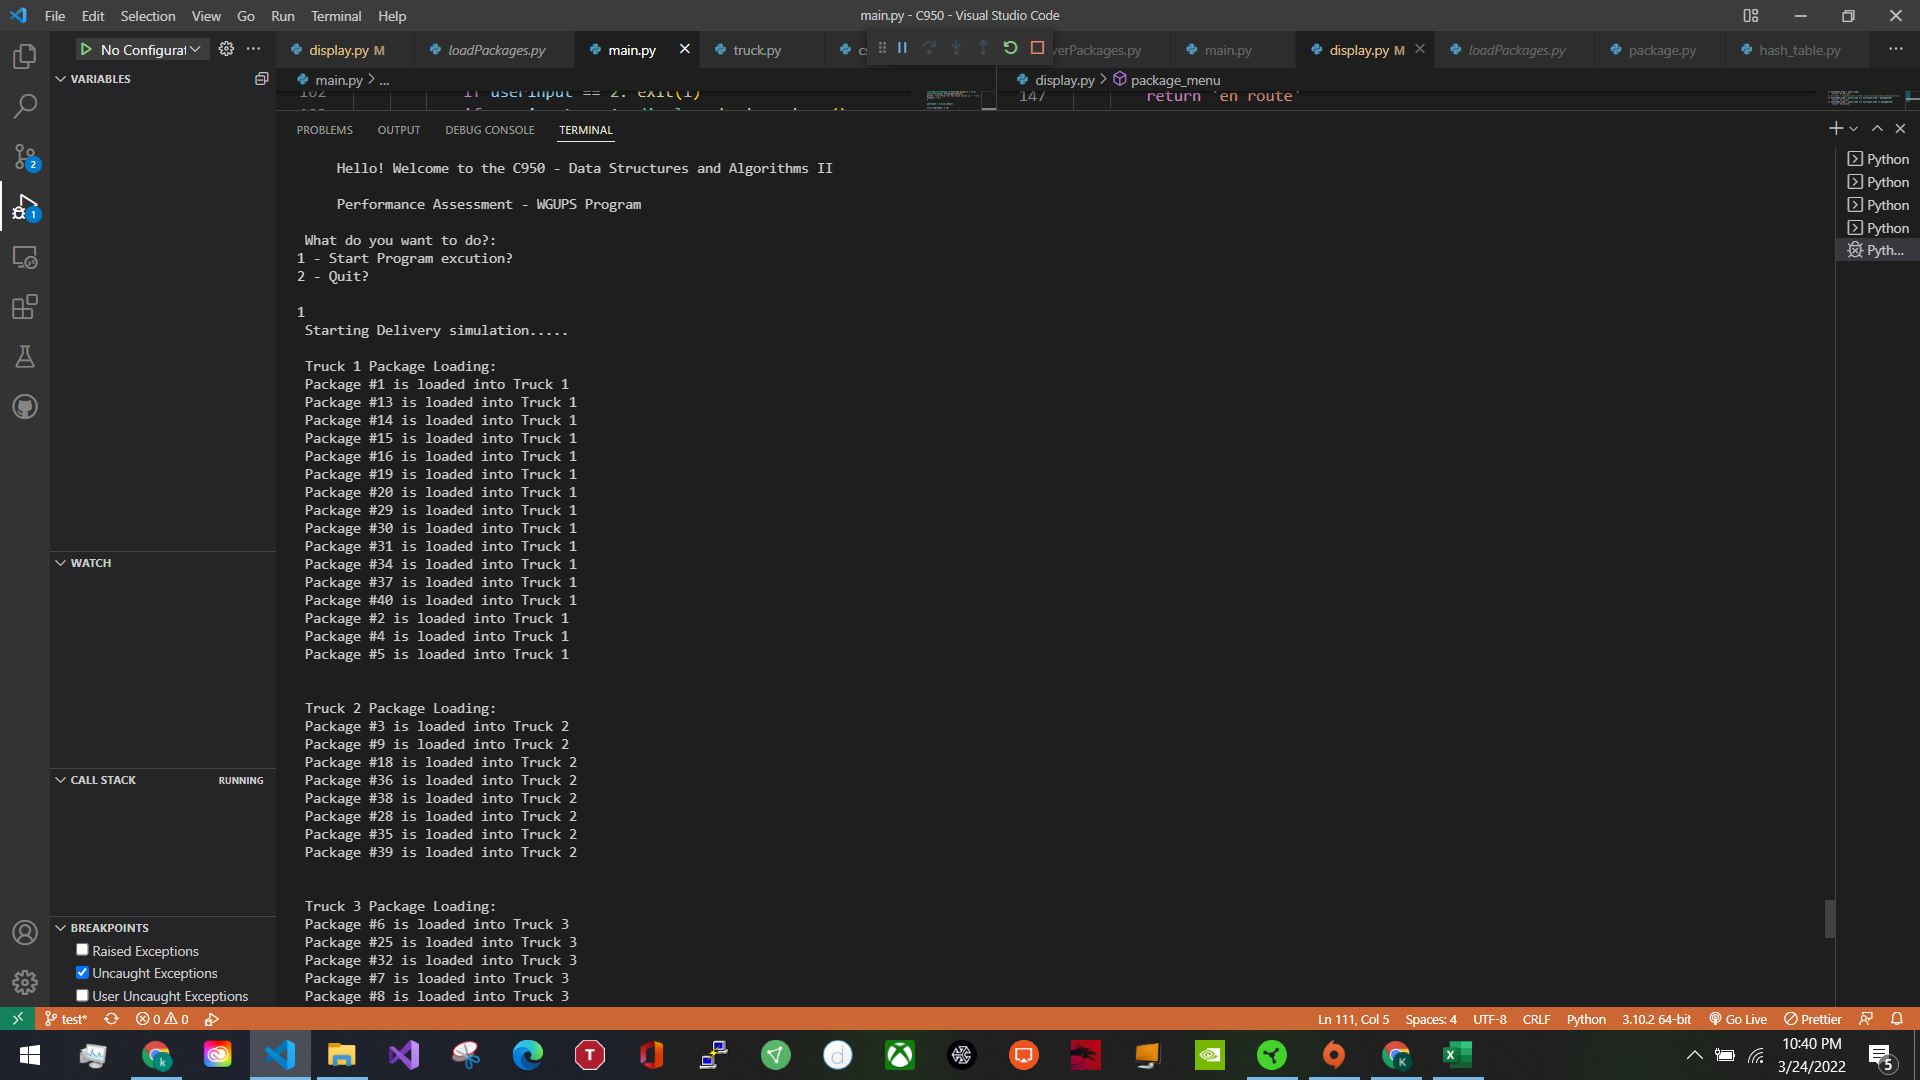 File Edit Selection View Go Run Terminal Help
main.py - C950 - Visual Studio Code
No Configurat
display.py M
loadPackages.py
main.py
truck.py
verPackages.py
main.py
display.py M
loadPackages.py
package.py
hash_table.py
VARIABLES
main.py > ...
display.py > package_menu
102 if userinput == 2: exit(1)
147 return 'en route'
PROBLEMS OUTPUT DEBUG CONSOLE TERMINAL
Hello! Welcome to the C950 - Data Structures and Algorithms II
Performance Assessment - WGUPS Program
What do you want to do?:
1 - Start Program excution?
2 - Quit?
1
Starting Delivery simulation.....
Truck 1 Package Loading:
Package #1 is loaded into Truck 1
Package #13 is loaded into Truck 1
Package #14 is loaded into Truck 1
Package #15 is loaded into Truck 1
Package #16 is loaded into Truck 1
Package #19 is loaded into Truck 1
Package #20 is loaded into Truck 1
Package #29 is loaded into Truck 1
Package #30 is loaded into Truck 1
Package #31 is loaded into Truck 1
Package #34 is loaded into Truck 1
Package #37 is loaded into Truck 1
Package #40 is loaded into Truck 1
Package #2 is loaded into Truck 1
Package #4 is loaded into Truck 1
Package #5 is loaded into Truck 1
Truck 2 Package Loading:
Package #3 is loaded into Truck 2
Package #9 is loaded into Truck 2
Package #18 is loaded into Truck 2
Package #36 is loaded into Truck 2
Package #38 is loaded into Truck 2
Package #28 is loaded into Truck 2
Package #35 is loaded into Truck 2
Package #39 is loaded into Truck 2
Truck 3 Package Loading:
Package #6 is loaded into Truck 3
Package #25 is loaded into Truck 3
Package #32 is loaded into Truck 3
Package #7 is loaded into Truck 3
Package #8 is loaded into Truck 3
Python
Python
Python
Python
Pyth...
2
1
WATCH
CALL STACK RUNNING
BREAKPOINTS
Raised Exceptions
Uncaught Exceptions
User Uncaught Exceptions
test* 0 0
Ln 111, Col 5 Spaces: 4 UTF-8 CRLF Python 3.10.2 64-bit Go Live Prettier
10:40 PM
3/24/2022
5